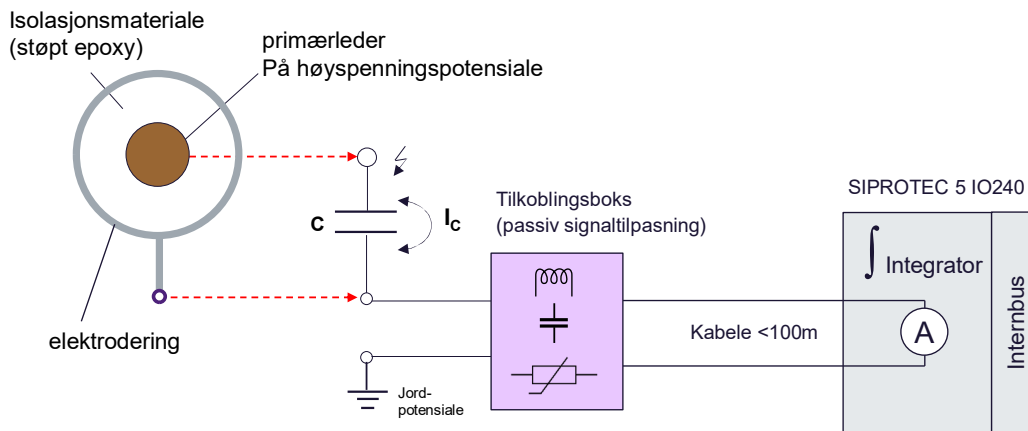 Isolasjonsmateriale
(støpt epoxy)
primærleder
På høyspenningspotensiale
elektrodering
C
I_C
Jord-
potensiale
Tilkoblingsboks
(passiv signaltilpasning)
Kabele <100m
SIPROTEC 5 IO240
∫ Integrator
A
Internbus